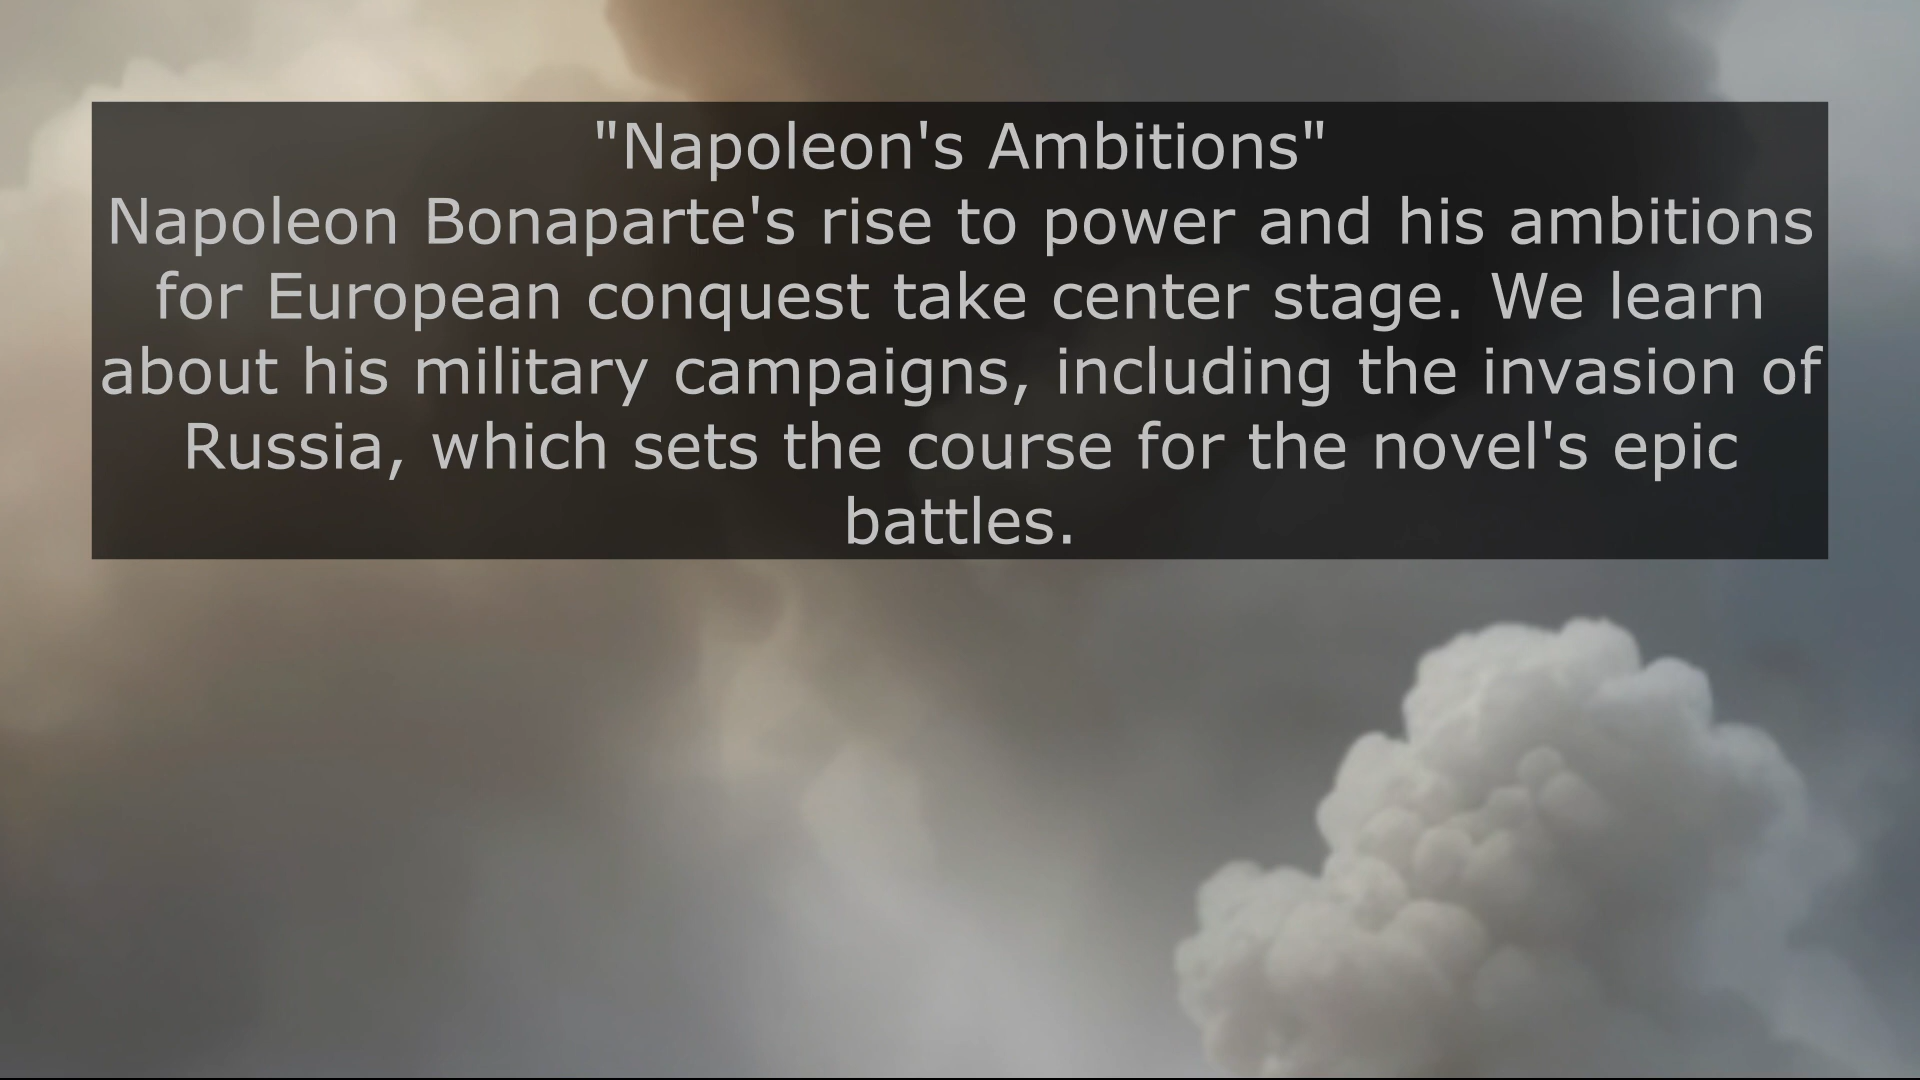 "Napoleon's Ambitions"
Napoleon Bonaparte's rise to power and his ambitions
for European conquest take center stage. We learn
about his military campaigns, including the invasion of
Russia, which sets the course for the novel's epic
battles.